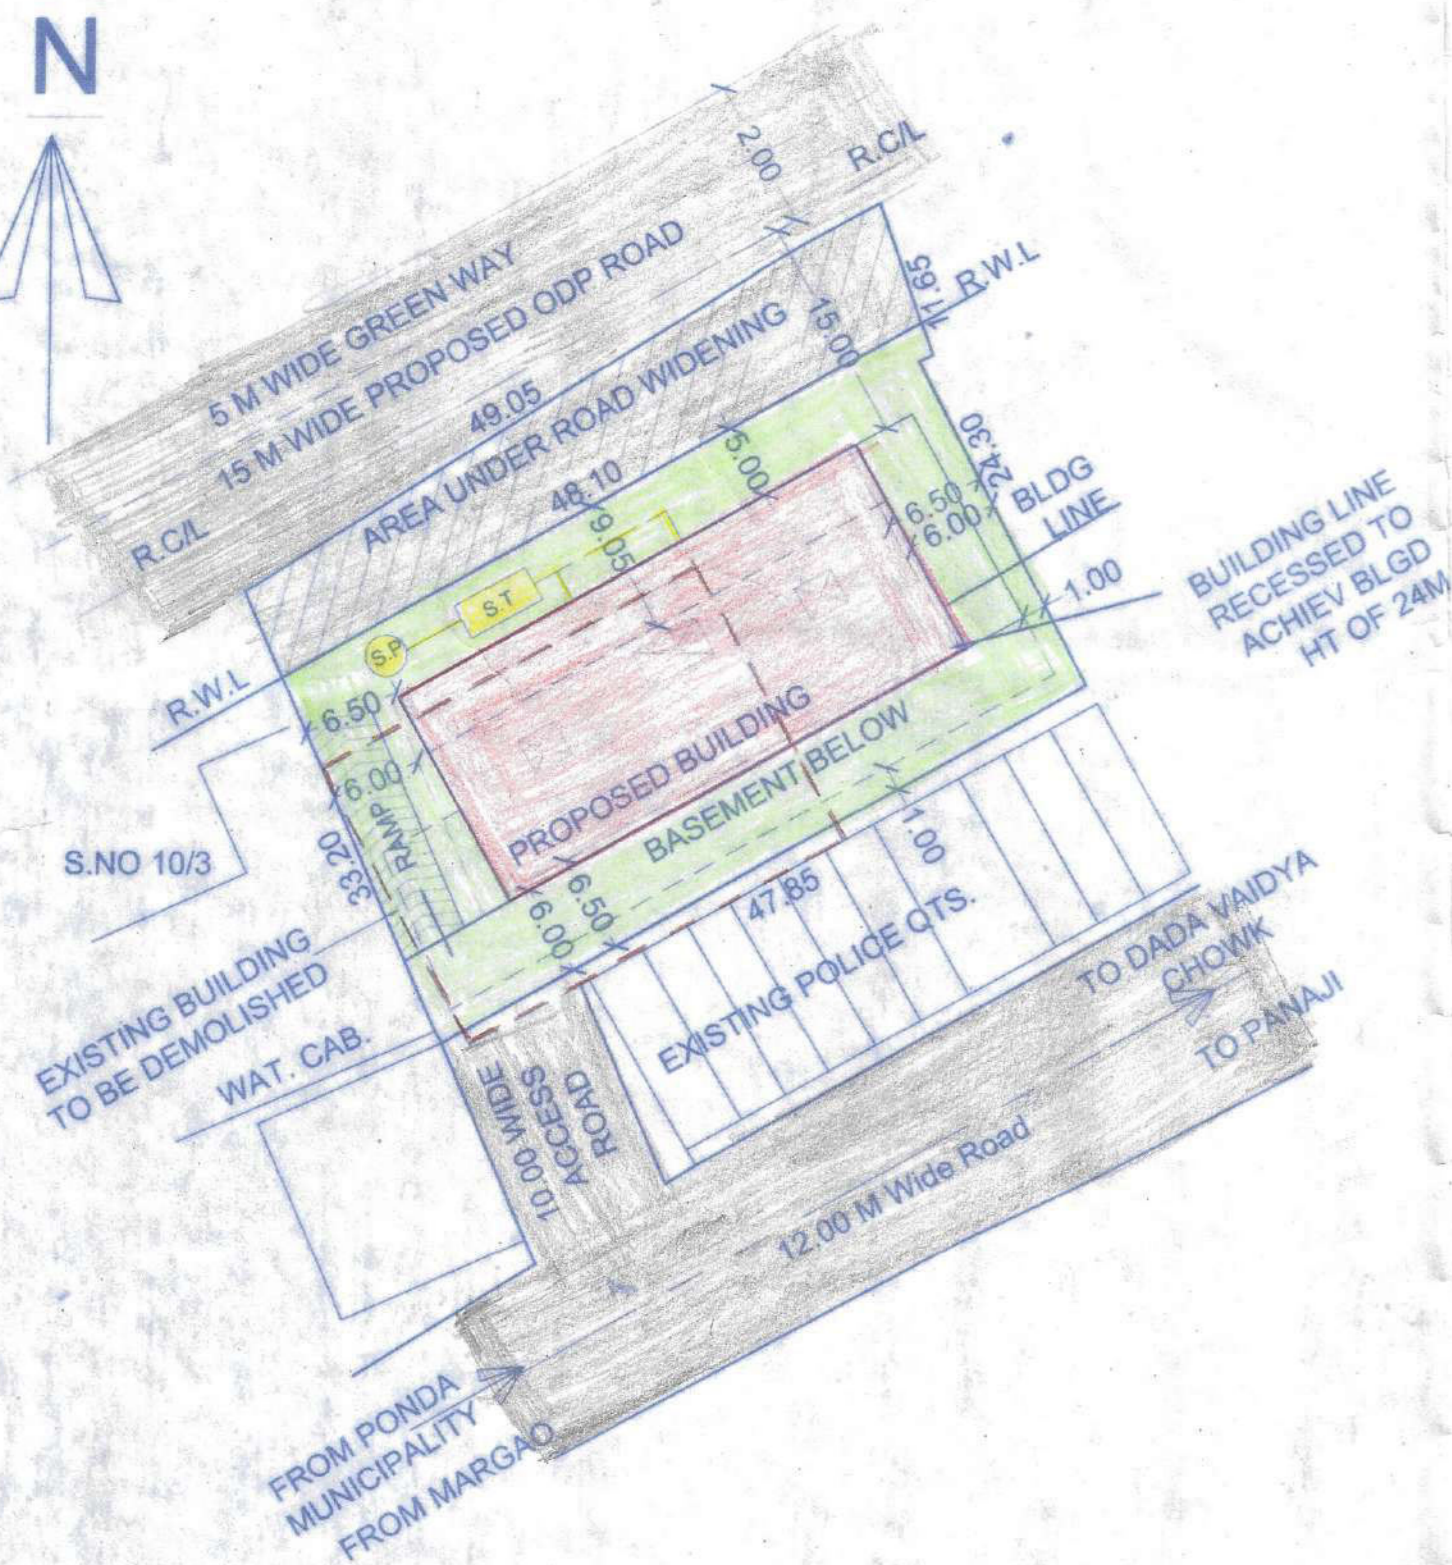 N
2.00
R.C/L
5 M WIDE GREEN WAY
15 M WIDE PROPOSED ODP ROAD
11.65
R.W.L
15.00
49.05
AREA UNDER ROAD WIDENING
48.10
R.C/L
5.00
24.30
BLDG
LINE
6.50
6.00
9.05
BUILDING LINE
RECESSED TO
ACHIEV BLGD
HT OF 24M
1.00
S.T
S.P
R.W.L
6.50
6.00
RAMP
33.20
S.NO 10/3
PROPOSED BUILDING
BASEMENT BELOW
1.00
6.50
9.00
47.85
EXISTING POLICE QTS.
EXISTING BUILDING
TO BE DEMOLISHED
WAT. CAB.
10.00 WIDE
ACCESS
ROAD
TO DADA VAIDYA
CHOWK
TO PANAJI
12.00 M Wide Road
FROM PONDA
MUNICIPALITY
FROM MARGAO